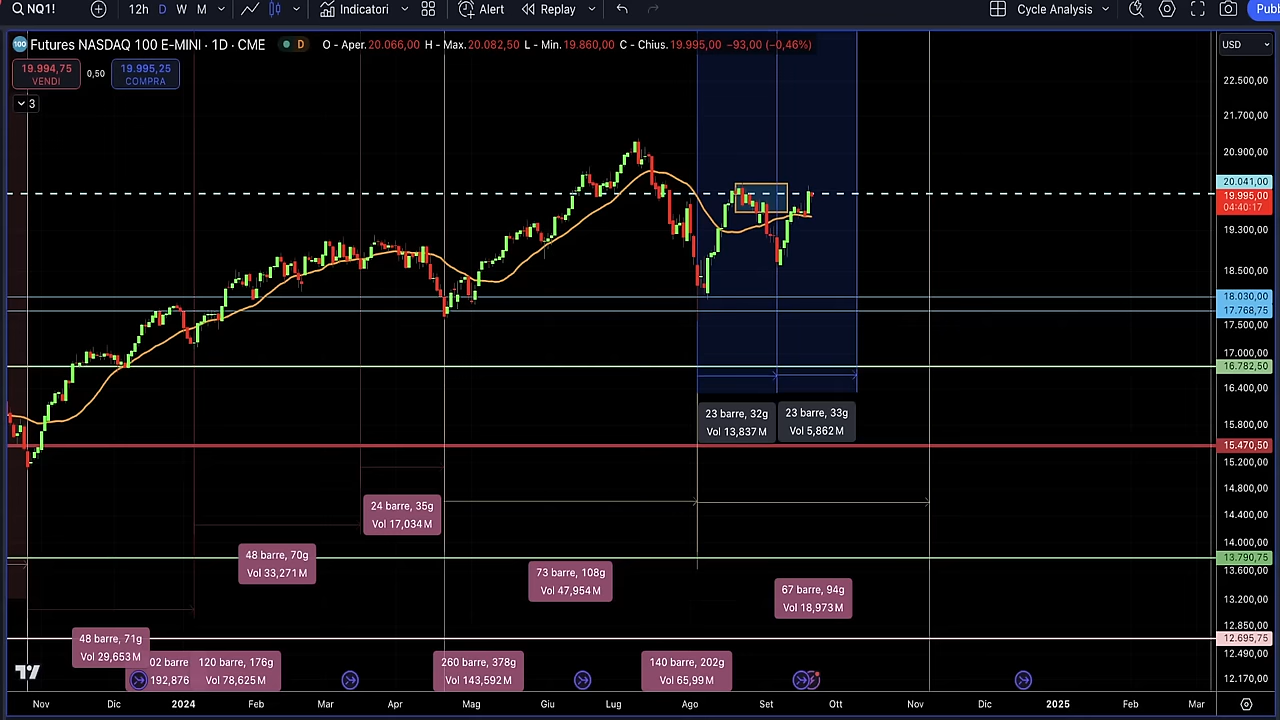 NQ1!
12h D W M
Indicatori
Alert
Replay
Cycle Analysis
Pub
Futures NASDAQ 100 E-MINI · 1D · CME
D
O - Aper.20.066,00 H - Max.20.082,50 L - Min.19.860,00 C - Chius.19.995,00 −93,00 (−0,46%)
100
19.994,75
VENDI
0,50
19.995,25
COMPRA
3
USD
22.500,00
21.700,00
20.900,00
20.041,00
19.995,00
04:40:17
19.300,00
18.500,00
18.030,00
17.768,75
17.500,00
17.000,00
16.782,50
16.400,00
15.800,00
15.470,50
15.200,00
14.800,00
14.400,00
14.000,00
13.790,75
13.600,00
13.200,00
12.850,00
12.695,75
12.490,00
12.170,00
23 barre, 32g
Vol 13,837 M
23 barre, 33g
Vol 5,862 M
24 barre, 35g
Vol 17,034 M
48 barre, 70g
Vol 33,271 M
73 barre, 108g
Vol 47,954 M
67 barre, 94g
Vol 18,973 M
48 barre, 71g
Vol 29,653 M
02 barre
192,876
120 barre, 176g
Vol 78,625 M
260 barre, 378g
Vol 143,592 M
140 barre, 202g
Vol 65,99 M
Nov Dic 2024 Feb Mar Apr Mag Giu Lug Ago Set Ott Nov Dic 2025 Feb Mar